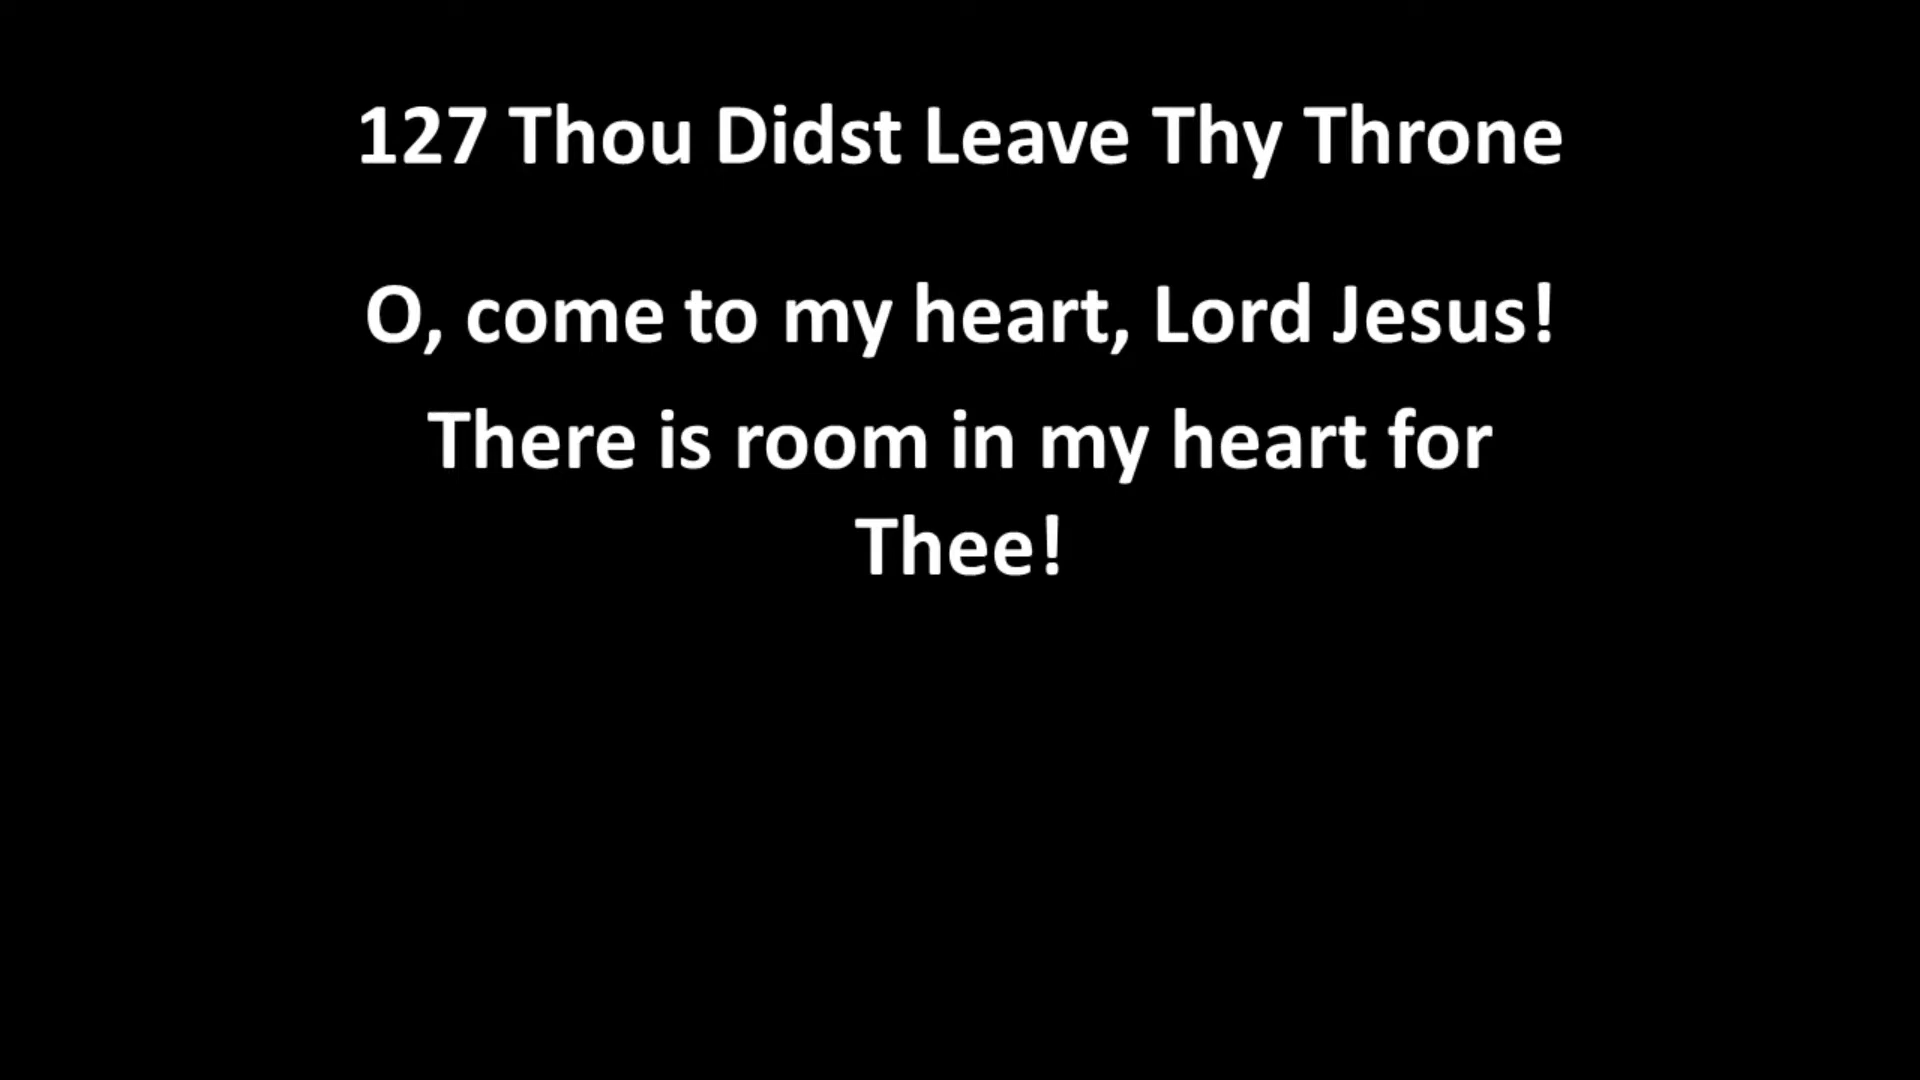 127 Thou Didst Leave Thy Throne
O, come to my heart, Lord Jesus!
There is room in my heart for
Thee!